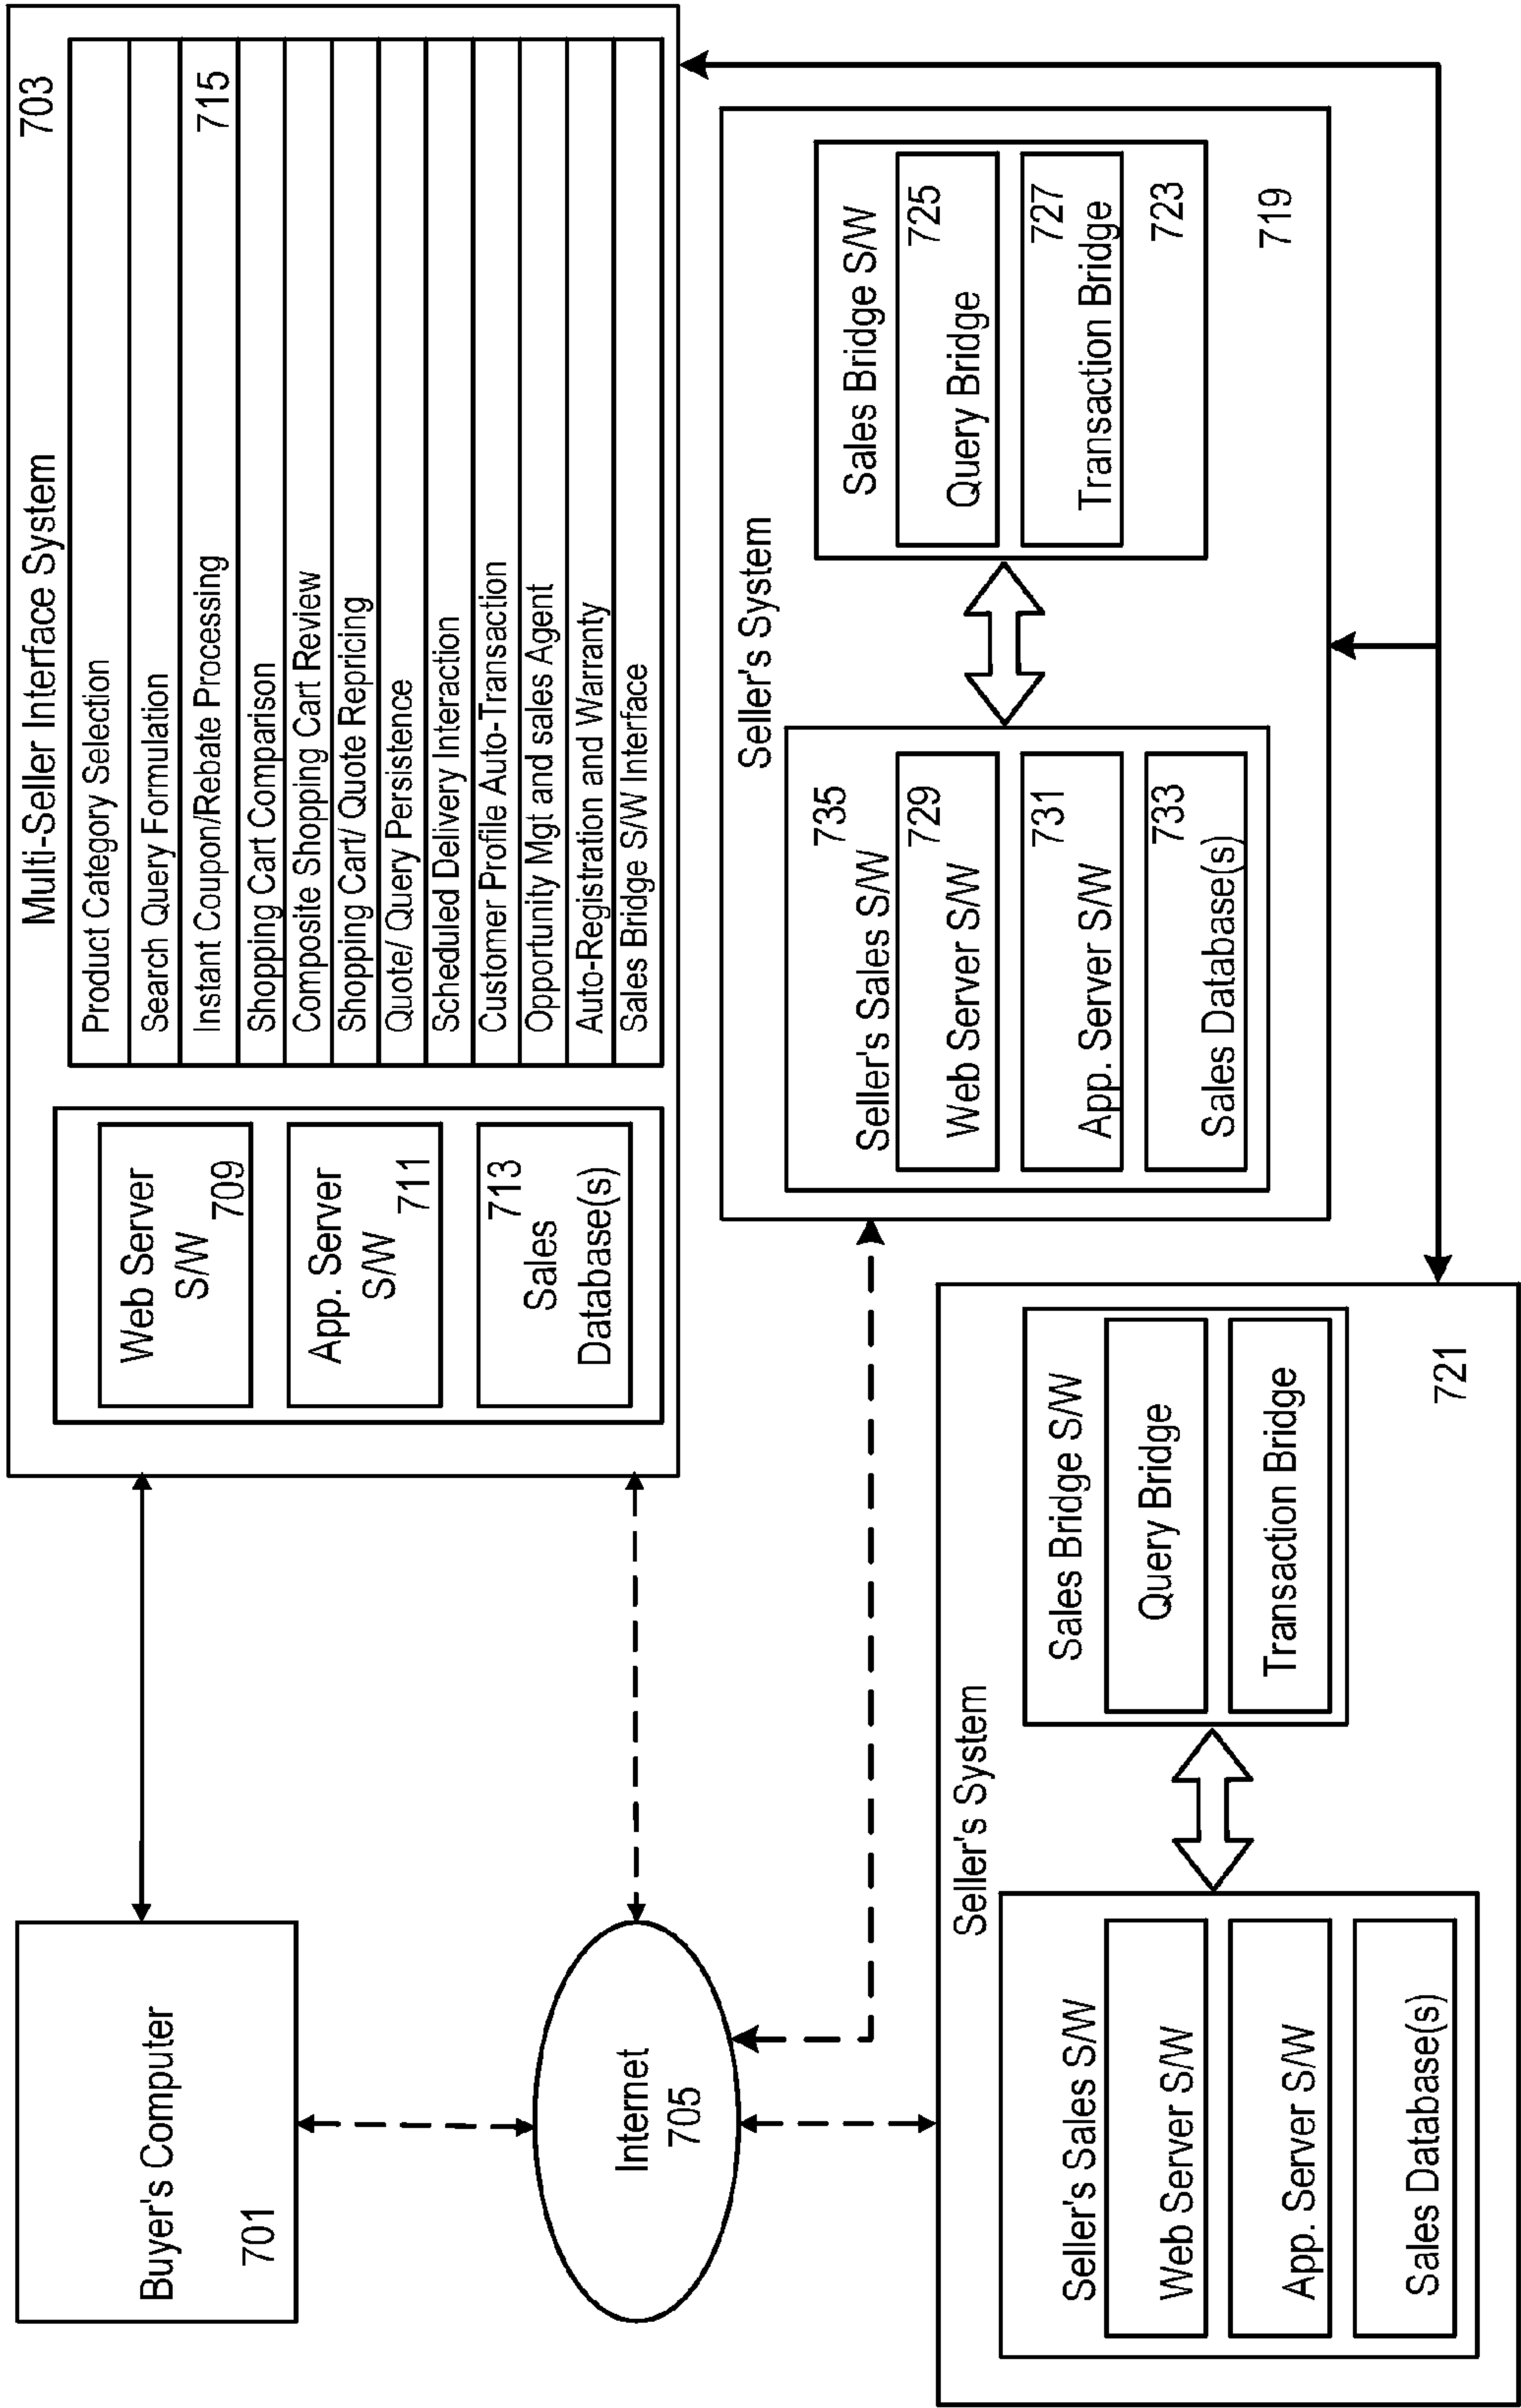 Buyer's Computer
701
Internet
705
Multi-Seller Interface System
703
Web Server
S/W
709
App. Server
S/W
711
713
Sales
Database(s)
Product Category Selection
Search Query Formulation
Instant Coupon/Rebate Processing
715
Shopping Cart Comparison
Composite Shopping Cart Review
Shopping Cart/ Quote Repricing
Quote/ Query Persistence
Scheduled Delivery Interaction
Customer Profile Auto-Transaction
Opportunity Mgt and sales Agent
Auto-Registration and Warranty
Sales Bridge S/W Interface
Seller's System
735
Seller's Sales S/W
729
Web Server S/W
731
App. Server S/W
733
Sales Database(s)
Sales Bridge S/W
725
Query Bridge
727
Transaction Bridge
723
719
Seller's System
Seller's Sales S/W
Web Server S/W
App. Server S/W
Sales Database(s)
Sales Bridge S/W
Query Bridge
Transaction Bridge
721